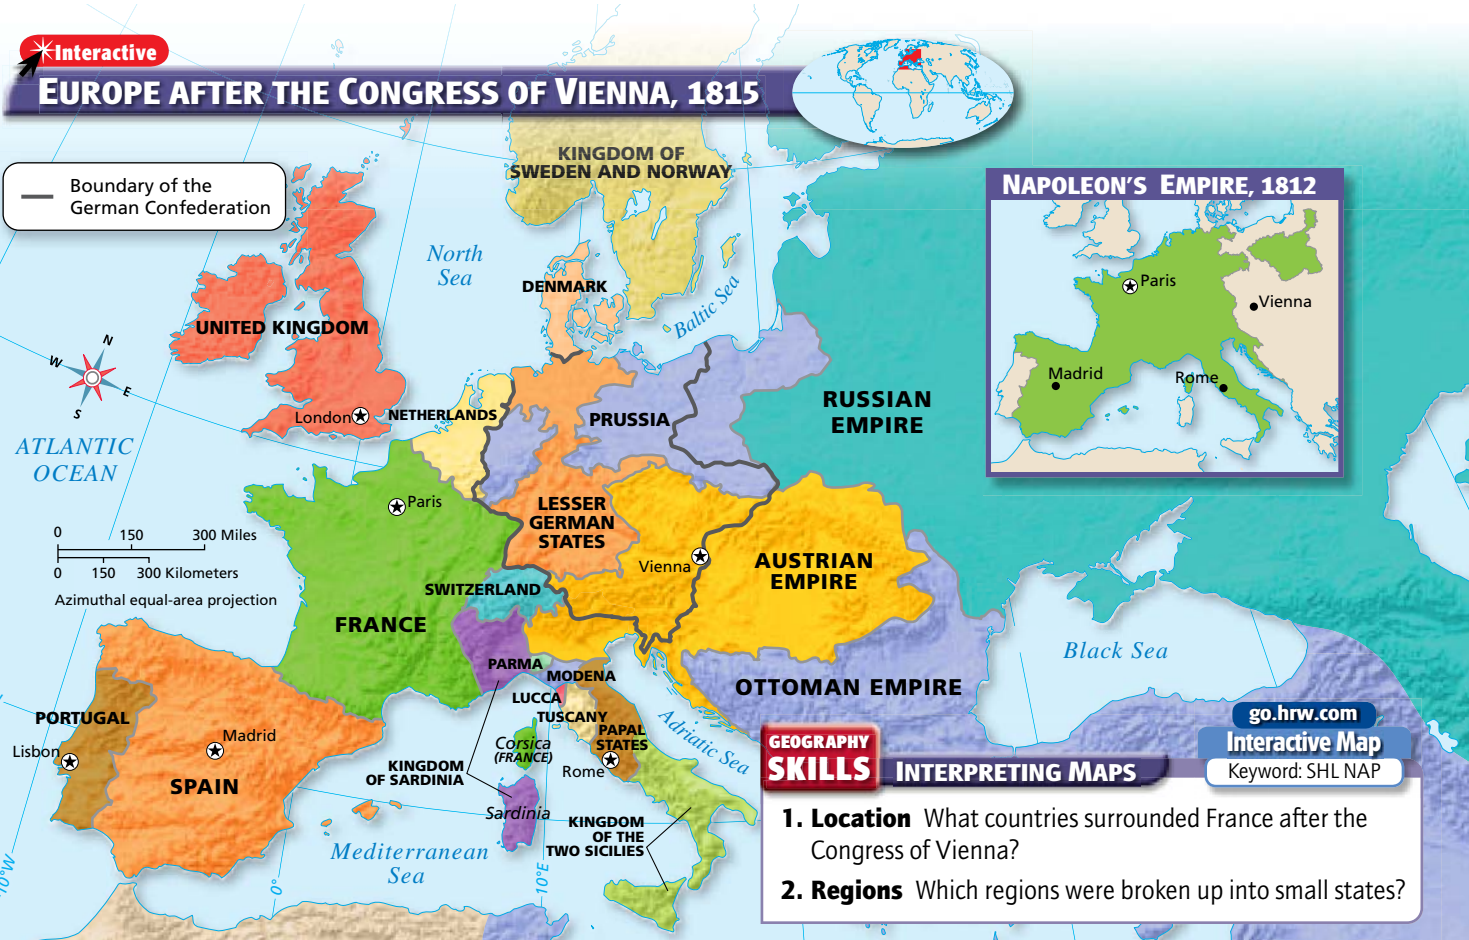 Interactive
EUROPE AFTER THE CONGRESS OF VIENNA, 1815
Boundary of the
German Confederation
KINGDOM OF
SWEDEN AND NORWAY
NAPOLEON'S EMPIRE, 1812
Paris
Vienna
Madrid
Rome
North
Sea
DENMARK
Baltic Sea
UNITED KINGDOM
N
W
E
S
London
NETHERLANDS
PRUSSIA
RUSSIAN
EMPIRE
ATLANTIC
OCEAN
Paris
LESSER
GERMAN
STATES
0 150 300 Miles
0 150 300 Kilometers
Azimuthal equal-area projection
Vienna
AUSTRIAN
EMPIRE
SWITZERLAND
FRANCE
Black Sea
PARMA
MODENA
OTTOMAN EMPIRE
LUCCA
TUSCANY
PAPAL
STATES
Adriatic Sea
PORTUGAL
Lisbon
Madrid
SPAIN
Corsica
(FRANCE)
Rome
KINGDOM
OF SARDINIA
Sardinia
KINGDOM
OF THE
TWO SICILIES
Mediterranean
Sea
10°W
0°
10°E
go.hrw.com
Interactive Map
Keyword: SHL NAP
GEOGRAPHY
SKILLS INTERPRETING MAPS
1. Location What countries surrounded France after the
Congress of Vienna?
2. Regions Which regions were broken up into small states?